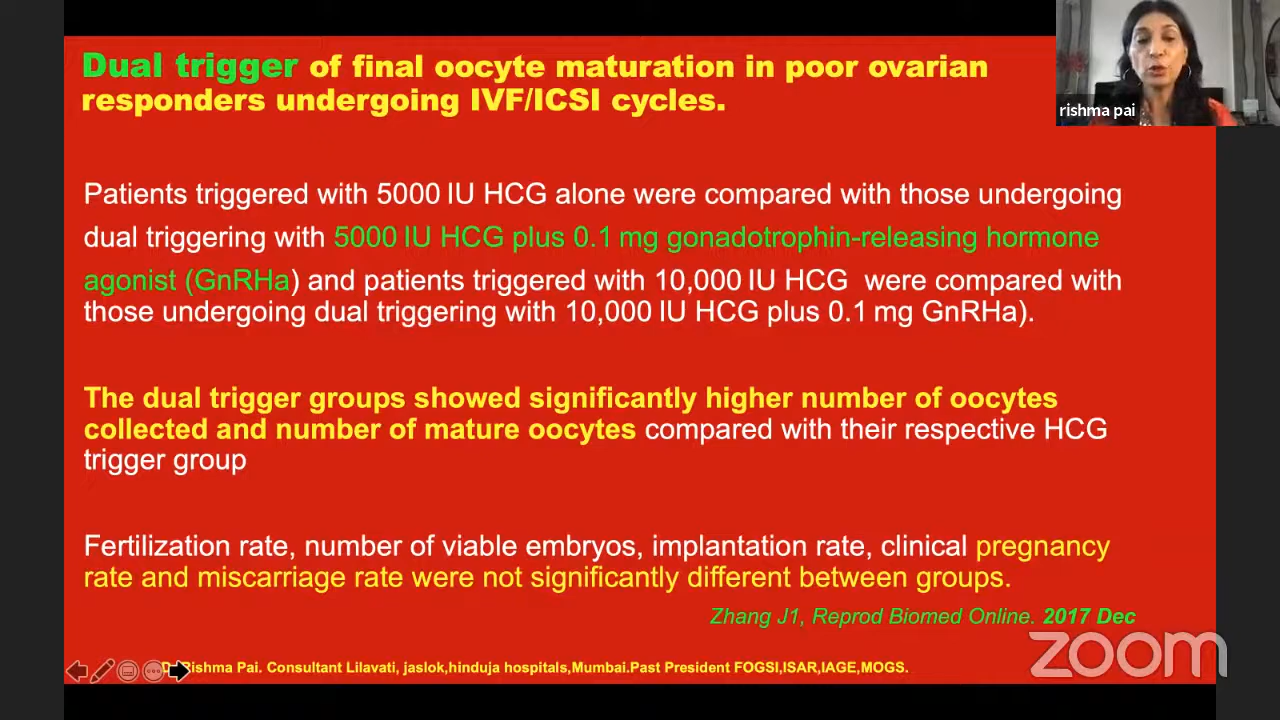 Dual trigger of final oocyte maturation in poor ovarian
responders undergoing IVF/ICSI cycles.
rishma pai
Patients triggered with 5000 IU HCG alone were compared with those undergoing
dual triggering with 5000 IU HCG plus 0.1 mg gonadotrophin-releasing hormone
agonist (GnRHa) and patients triggered with 10,000 IU HCG were compared with
those undergoing dual triggering with 10,000 IU HCG plus 0.1 mg GnRHa).
The dual trigger groups showed significantly higher number of oocytes
collected and number of mature oocytes compared with their respective HCG
trigger group
Fertilization rate, number of viable embryos, implantation rate, clinical pregnancy
rate and miscarriage rate were not significantly different between groups.
Zhang J1, Reprod Biomed Online. 2017 Dec
zoom
Rishma Pai. Consultant Lilavati, jaslok,hinduja hospitals,Mumbai.Past President FOGSI,ISAR,IAGE,MOGS.